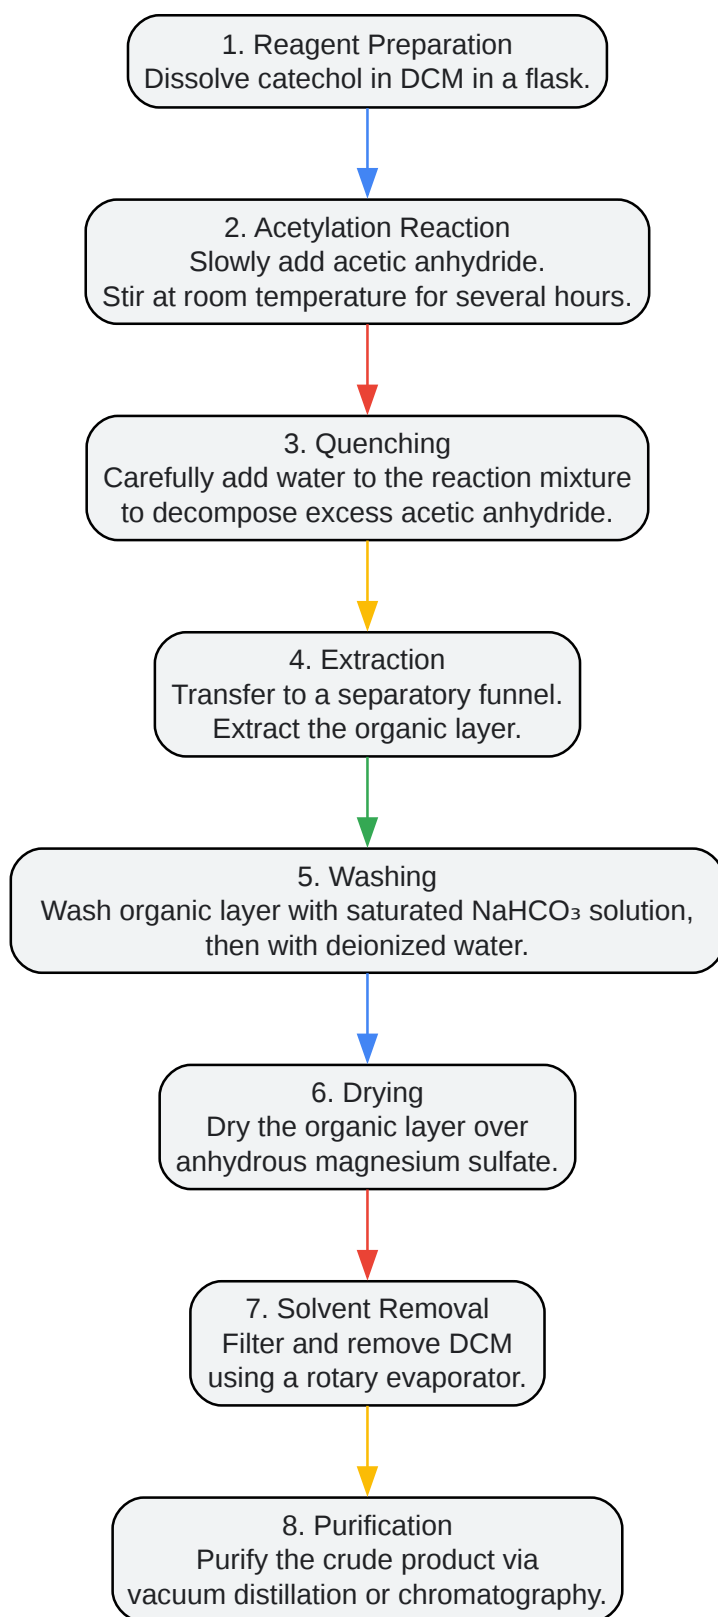 1. Reagent Preparation
Dissolve catechol in DCM in a flask.
2. Acetylation Reaction
Slowly add acetic anhydride.
Stir at room temperature for several hours.
3. Quenching
Carefully add water to the reaction mixture
to decompose excess acetic anhydride.
4. Extraction
Transfer to a separatory funnel.
Extract the organic layer.
5. Washing
Wash organic layer with saturated NaHCO₃ solution,
then with deionized water.
6. Drying
Dry the organic layer over
anhydrous magnesium sulfate.
7. Solvent Removal
Filter and remove DCM
using a rotary evaporator.
8. Purification
Purify the crude product via
vacuum distillation or chromatography.